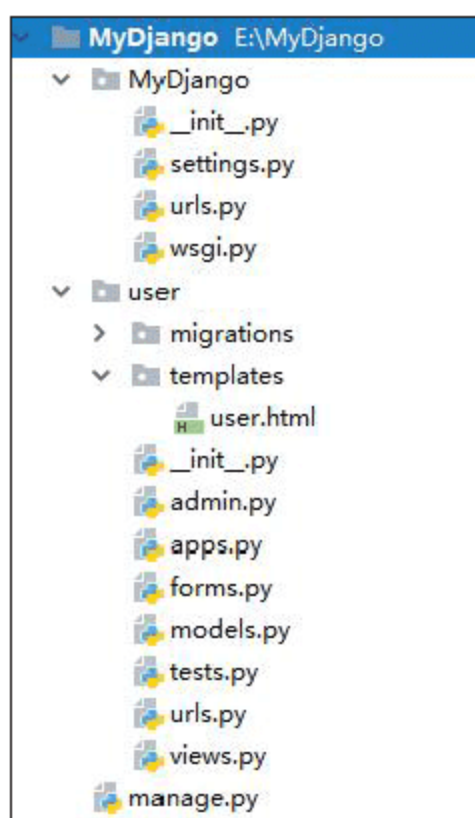 MyDjango E:\MyDjango
MyDjango
__init__.py
settings.py
urls.py
wsgi.py
user
migrations
templates
H user.html
__init__.py
admin.py
apps.py
forms.py
models.py
tests.py
urls.py
views.py
manage.py